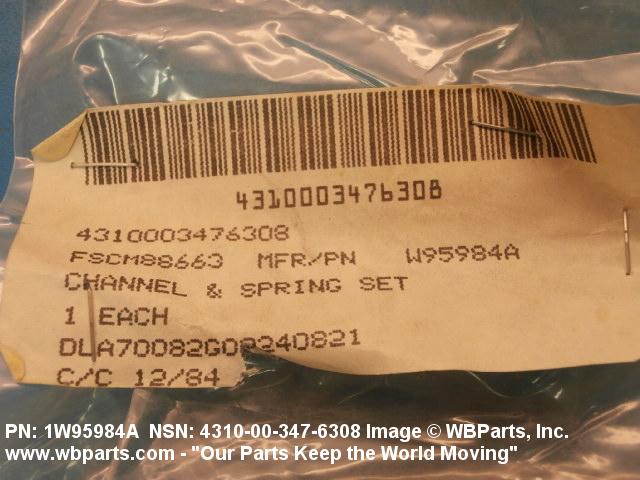 4310003476308
4310003476308
FSCM88663 MFR/PN W95984A
CHANNEL & SPRING SET
1 EACH
C/C 12/84
PN: 1W95984A NSN: 4310-00-347-6308 Image © WBParts, Inc.
www.wbparts.com - "Our Parts Keep the World Moving"